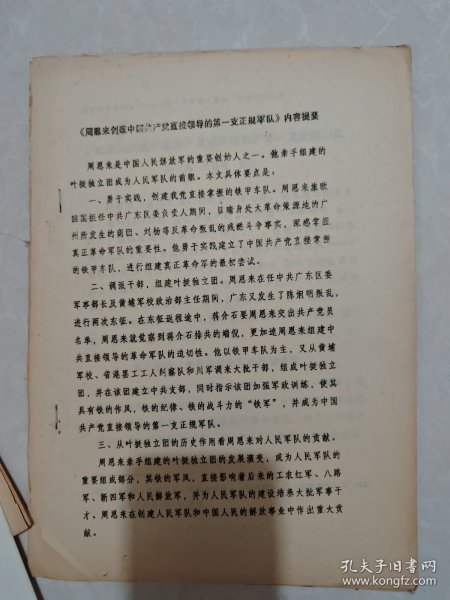 《周恩来创建中国共产党直接领导的第一支正规军队》内容提要
周恩来是中国人民解放军的重要创始人之一。他亲手组建的
叶挺独立团成为人民军队的前躯。本文具体要点是:
一、勇于实践,创建我党直接掌握的铁甲车队。周恩来旅欧
回国担任中共广东区委负责人期间,目睹身处大革命策源地的广
州所发生的商团、刘杨等反革命叛乱的残酷斗争事实,深感掌握
真正革命军队的重要性。他勇于实践建立了中国共产党直接掌握
的铁甲车队,进行组建真正革命军的最初尝试。
二、调派干部,组建叶挺独立团。周恩来在任中共广东区委
军事部长及黄埔军校政治部主任期间,广东又发生了陈炯明叛乱,
进行两次东征。在东征返程途中,蒋介石要周恩来交出共产党员
名单,周恩来就觉察到蒋介石排共的端倪,更加速周恩来组建中
共直接领导的革命军队的迫切性。他以铁甲车队为主,又从黄埔
军校、省港罢工工人纠察队和川军调来大批干部,组成叶挺独立
团,并在该团建立中共支部,同时指示该团加强军政训练,使其
具有铁的作风、铁的纪律、铁的战斗力的“铁军”,并成为中国
共产党直接领导的第一支正规军队。
三、从叶挺独立团的历史作用看周恩来对人民军队的贡献。
周恩来亲手组建的叶挺独立团的发展演变,成为人民军队的
重要组成部分,其铁的军风,直接影响着后来的工农红军、八路
军、新四军和人民解放军,并为人民军队的建设培养大批军事干
才。周恩来在创建人民军队和中国人民的解放事业中作出重大贡
献。
孔夫子旧书网
www.kongfz.com